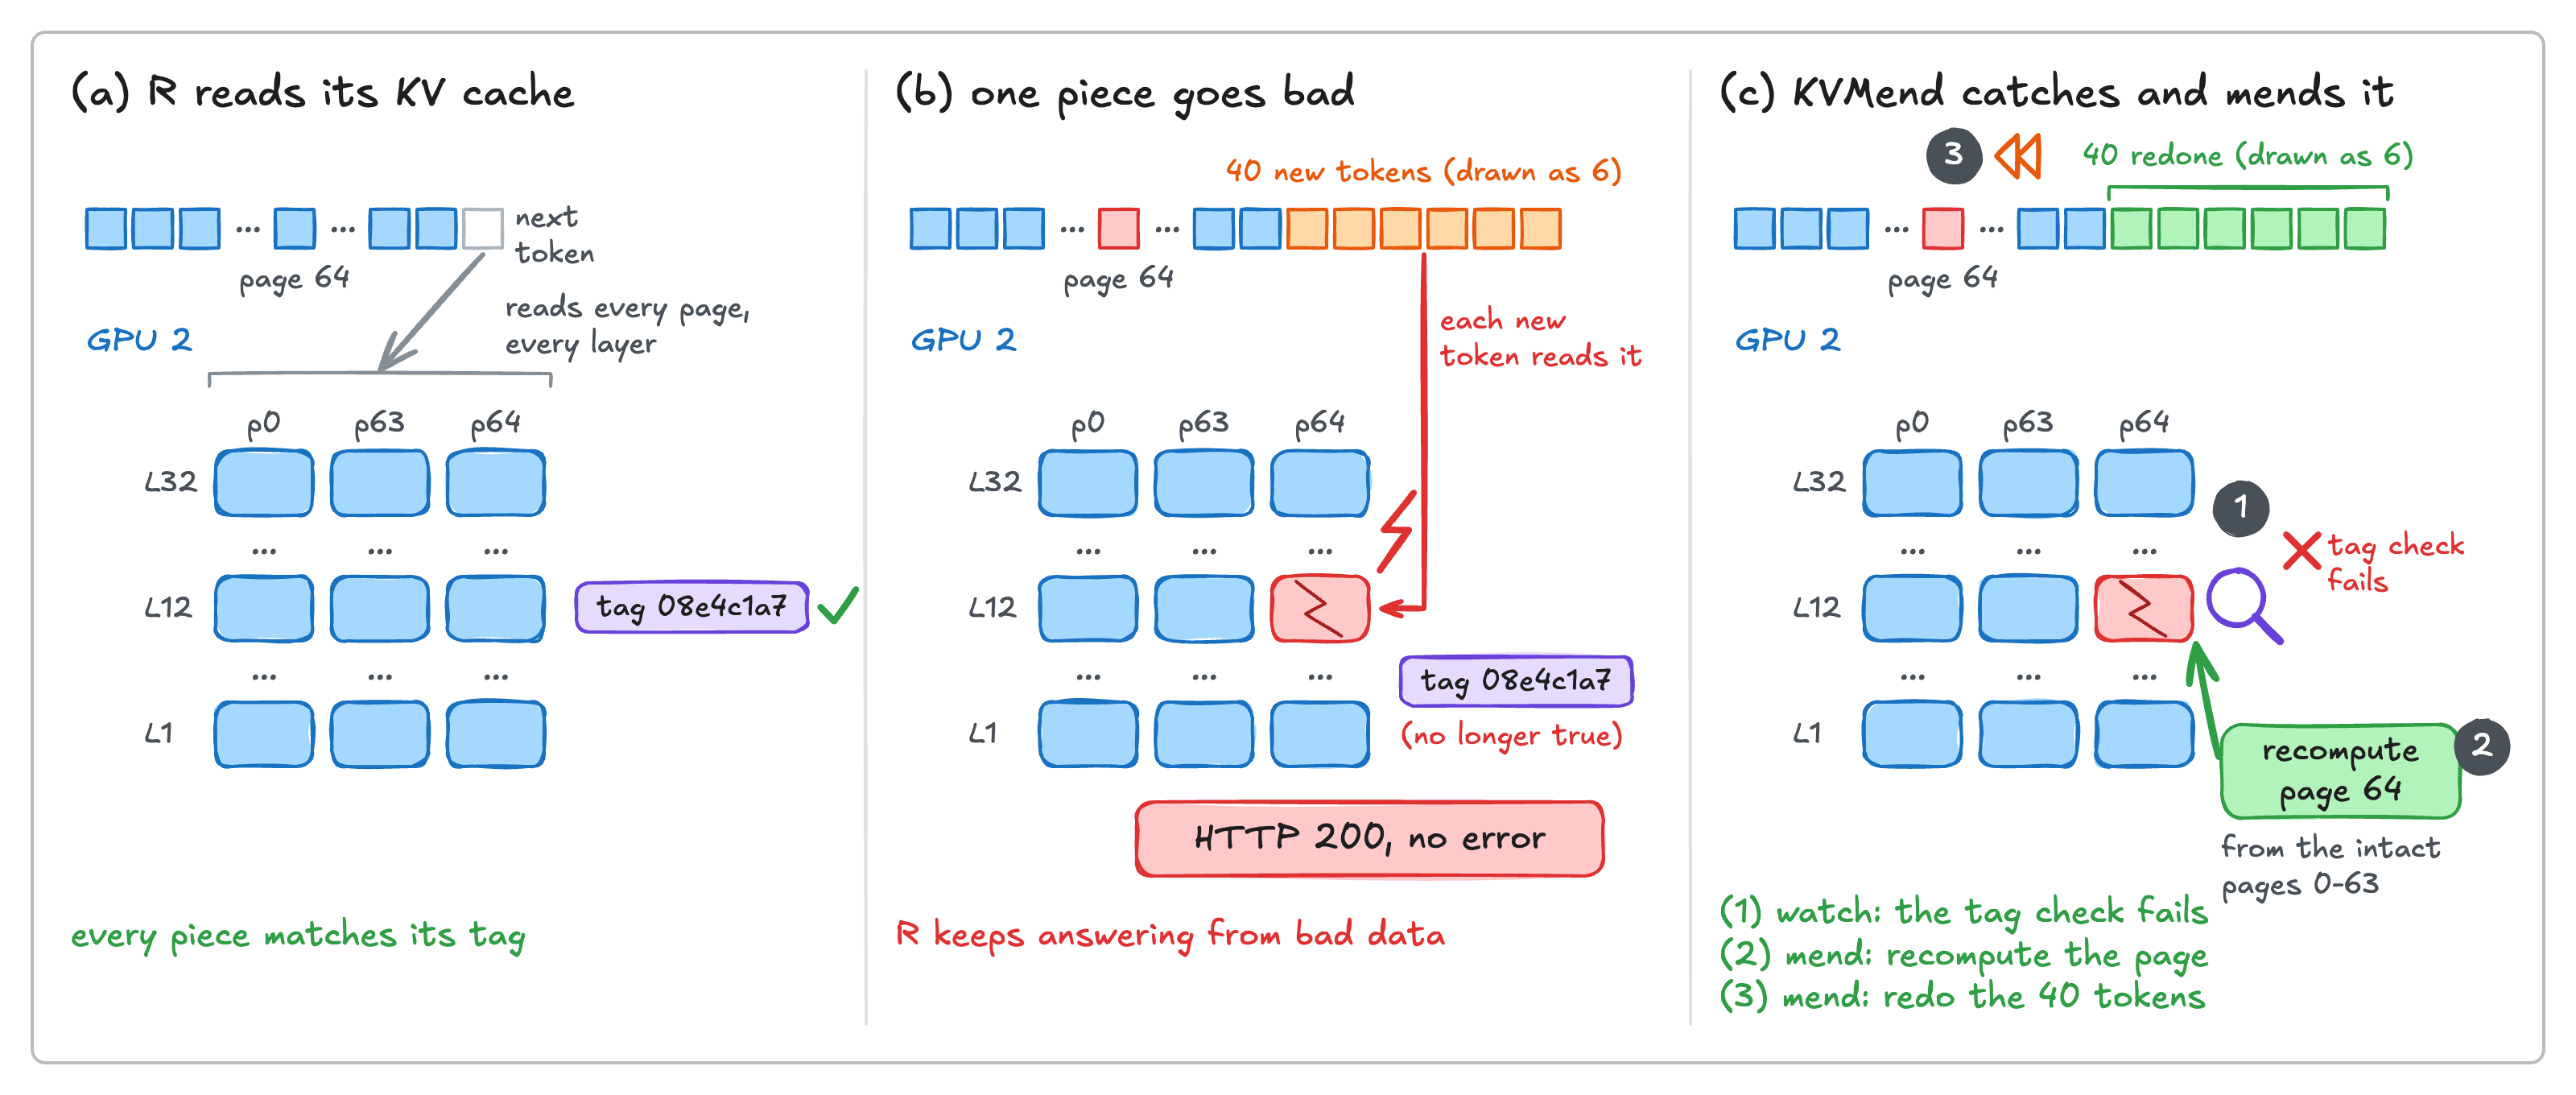 (a) R reads its KV cache
... ...
next
token
page 64
reads every page,
every layer
GPU 2
p0 p63 p64
L32
... ... ...
L12
tag 08e4c1a7
... ... ...
L1
every piece matches its tag
(b) one piece goes bad
40 new tokens (drawn as 6)
... ...
page 64
each new
token reads it
GPU 2
p0 p63 p64
L32
... ... ...
L12
... ... ...
tag 08e4c1a7
(no longer true)
L1
HTTP 200, no error
R keeps answering from bad data
(c) KVMend catches and mends it
3
40 redone (drawn as 6)
... ...
page 64
GPU 2
p0 p63 p64
L32
1
... ... ...
tag check
fails
L12
... ... ...
L1
recompute
page 64
2
from the intact
pages 0-63
(1) watch: the tag check fails
(2) mend: recompute the page
(3) mend: redo the 40 tokens